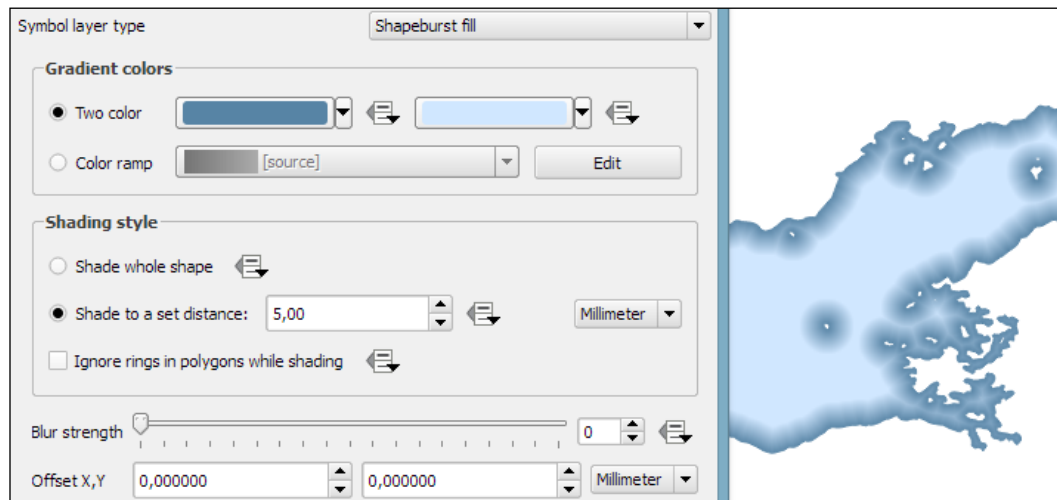 Symbol layer type Shapeburst fill
Gradient colors
Two color
Color ramp [source] Edit
Shading style
Shade whole shape
Shade to a set distance: 5,00 Millimeter
Ignore rings in polygons while shading
Blur strength 0
Offset X,Y 0,000000 0,000000 Millimeter